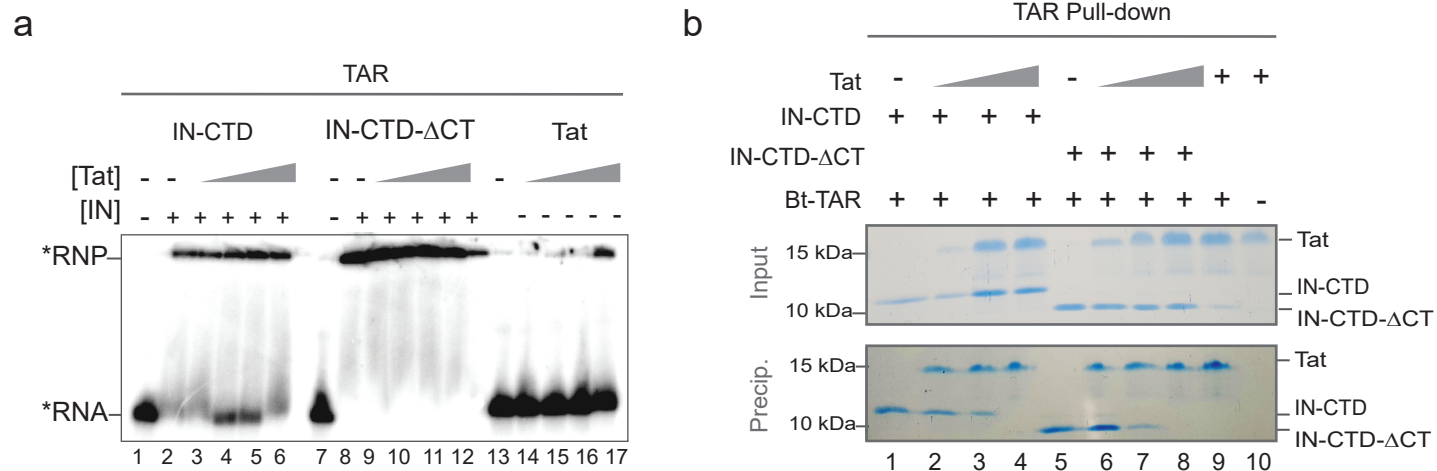 a
TAR
IN-CTD
IN-CTD-ΔCT
Tat
[Tat] - - - - -
[IN] - + + + + + - + + + + + - - - - -
*RNP
*RNA
1 2 3 4 5 6 7 8 9 10 11 12 13 14 15 16 17
b
TAR Pull-down
Tat - - + +
IN-CTD + + + +
IN-CTD-ΔCT + + + +
Bt-TAR + + + + + + + + + -
Input
15 kDa
10 kDa
Tat
IN-CTD
IN-CTD-ΔCT
Precip.
15 kDa
10 kDa
Tat
IN-CTD
IN-CTD-ΔCT
1 2 3 4 5 6 7 8 9 10